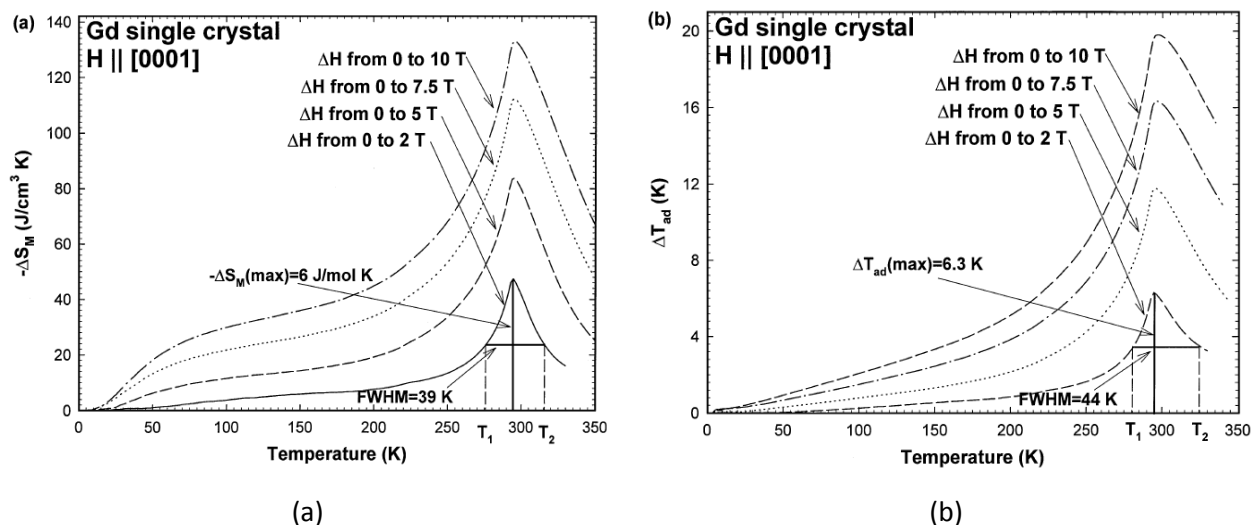 (a)
Gd single crystal
H || [0001]
ΔH from 0 to 10 T
ΔH from 0 to 7.5 T
ΔH from 0 to 5 T
ΔH from 0 to 2 T
-ΔS_M(max)=6 J/mol K
FWHM=39 K
-ΔS_M (J/cm³ K)
140
120
100
80
60
40
20
0
0 50 100 150 200 250 300 350
T₁ T₂
Temperature (K)
(a)
(b)
Gd single crystal
H || [0001]
ΔH from 0 to 10 T
ΔH from 0 to 7.5 T
ΔH from 0 to 5 T
ΔH from 0 to 2 T
ΔT_ad(max)=6.3 K
FWHM=44 K
ΔT_ad (K)
20
16
12
8
4
0
0 50 100 150 200 250 300 350
T₁ T₂
Temperature (K)
(b)